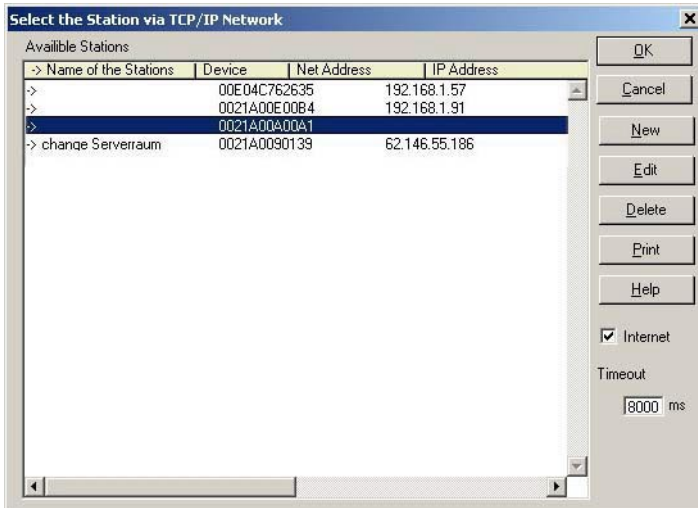 Select the Station via TCP/IP Network
Availible Stations
-> Name of the Stations | Device | Net Address | IP Address
-> 00E04C762635 192.168.1.57
-> 0021A00E00B4 192.168.1.91
-> 0021A00A00A1
-> change Serverraum 0021A0090139 62.146.55.186
OK
Cancel
New
Edit
Delete
Print
Help
Internet
Timeout
8000 ms